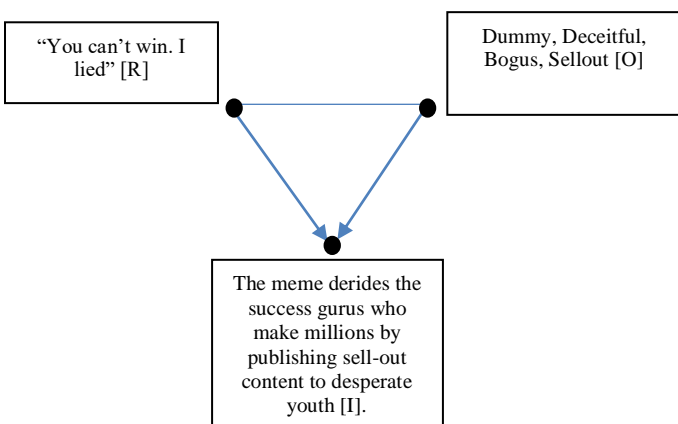 “You can’t win. I
lied” [R]
Dummy, Deceitful,
Bogus, Sellout [O]
The meme derides the
success gurus who
make millions by
publishing sell-out
content to desperate
youth [I].